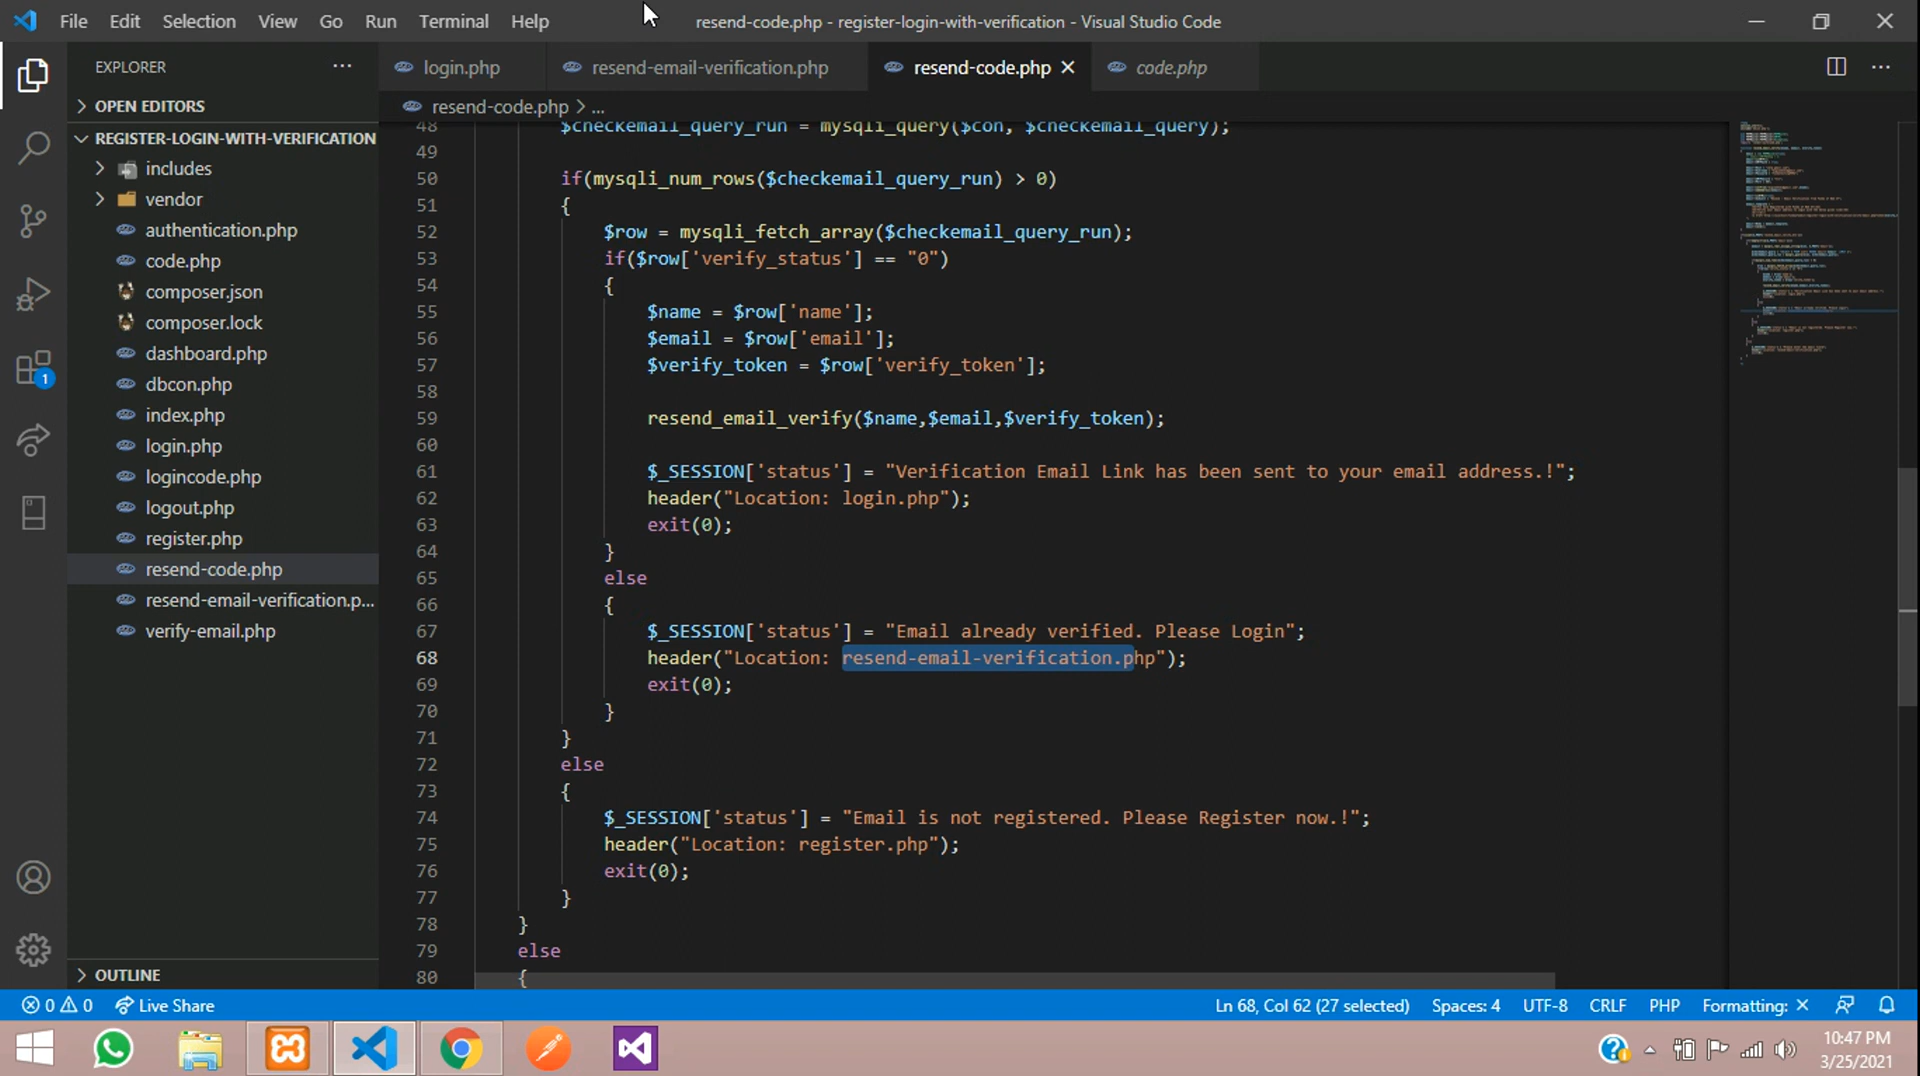 File Edit Selection View Go Run Terminal Help
resend-code.php - register-login-with-verification - Visual Studio Code
EXPLORER
OPEN EDITORS
REGISTER-LOGIN-WITH-VERIFICATION
includes
vendor
authentication.php
code.php
composer.json
composer.lock
dashboard.php
dbcon.php
index.php
login.php
logincode.php
logout.php
register.php
resend-code.php
resend-email-verification.p...
verify-email.php
OUTLINE
1
login.php resend-email-verification.php resend-code.php code.php
resend-code.php > ...
48 $checkemail_query_run = mysqli_query($con, $checkemail_query);
49
50 if(mysqli_num_rows($checkemail_query_run) > 0)
51 {
52 $row = mysqli_fetch_array($checkemail_query_run);
53 if($row['verify_status'] == "0")
54 {
55 $name = $row['name'];
56 $email = $row['email'];
57 $verify_token = $row['verify_token'];
58
59 resend_email_verify($name,$email,$verify_token);
60
61 $_SESSION['status'] = "Verification Email Link has been sent to your email address.!";
62 header("Location: login.php");
63 exit(0);
64 }
65 else
66 {
67 $_SESSION['status'] = "Email already verified. Please Login";
68 header("Location: resend-email-verification.php");
69 exit(0);
70 }
71 }
72 else
73 {
74 $_SESSION['status'] = "Email is not registered. Please Register now.!";
75 header("Location: register.php");
76 exit(0);
77 }
78 }
79 else
80 {
0 0 Live Share
Ln 68, Col 62 (27 selected) Spaces: 4 UTF-8 CRLF PHP Formatting: ×
10:47 PM
3/25/2021